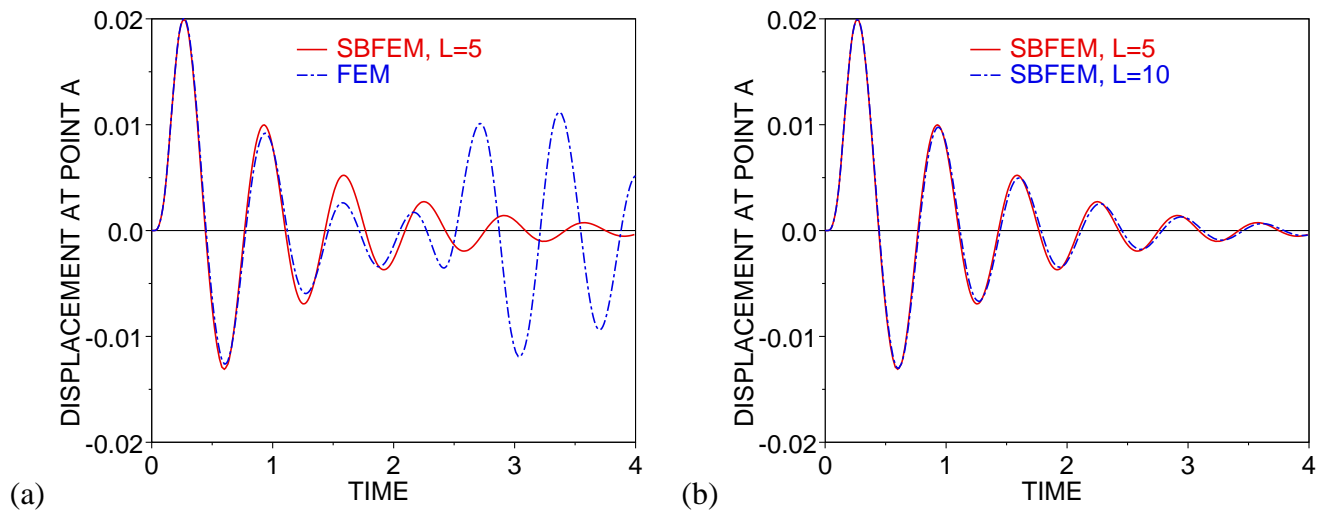 0.02
0.01
0.0
-0.01
-0.02
DISPLACEMENT AT POINT A
SBFEM, L=5
FEM
0 1 2 3 4
TIME
(a)
0.02
0.01
0.0
-0.01
-0.02
DISPLACEMENT AT POINT A
SBFEM, L=5
SBFEM, L=10
0 1 2 3 4
TIME
(b)